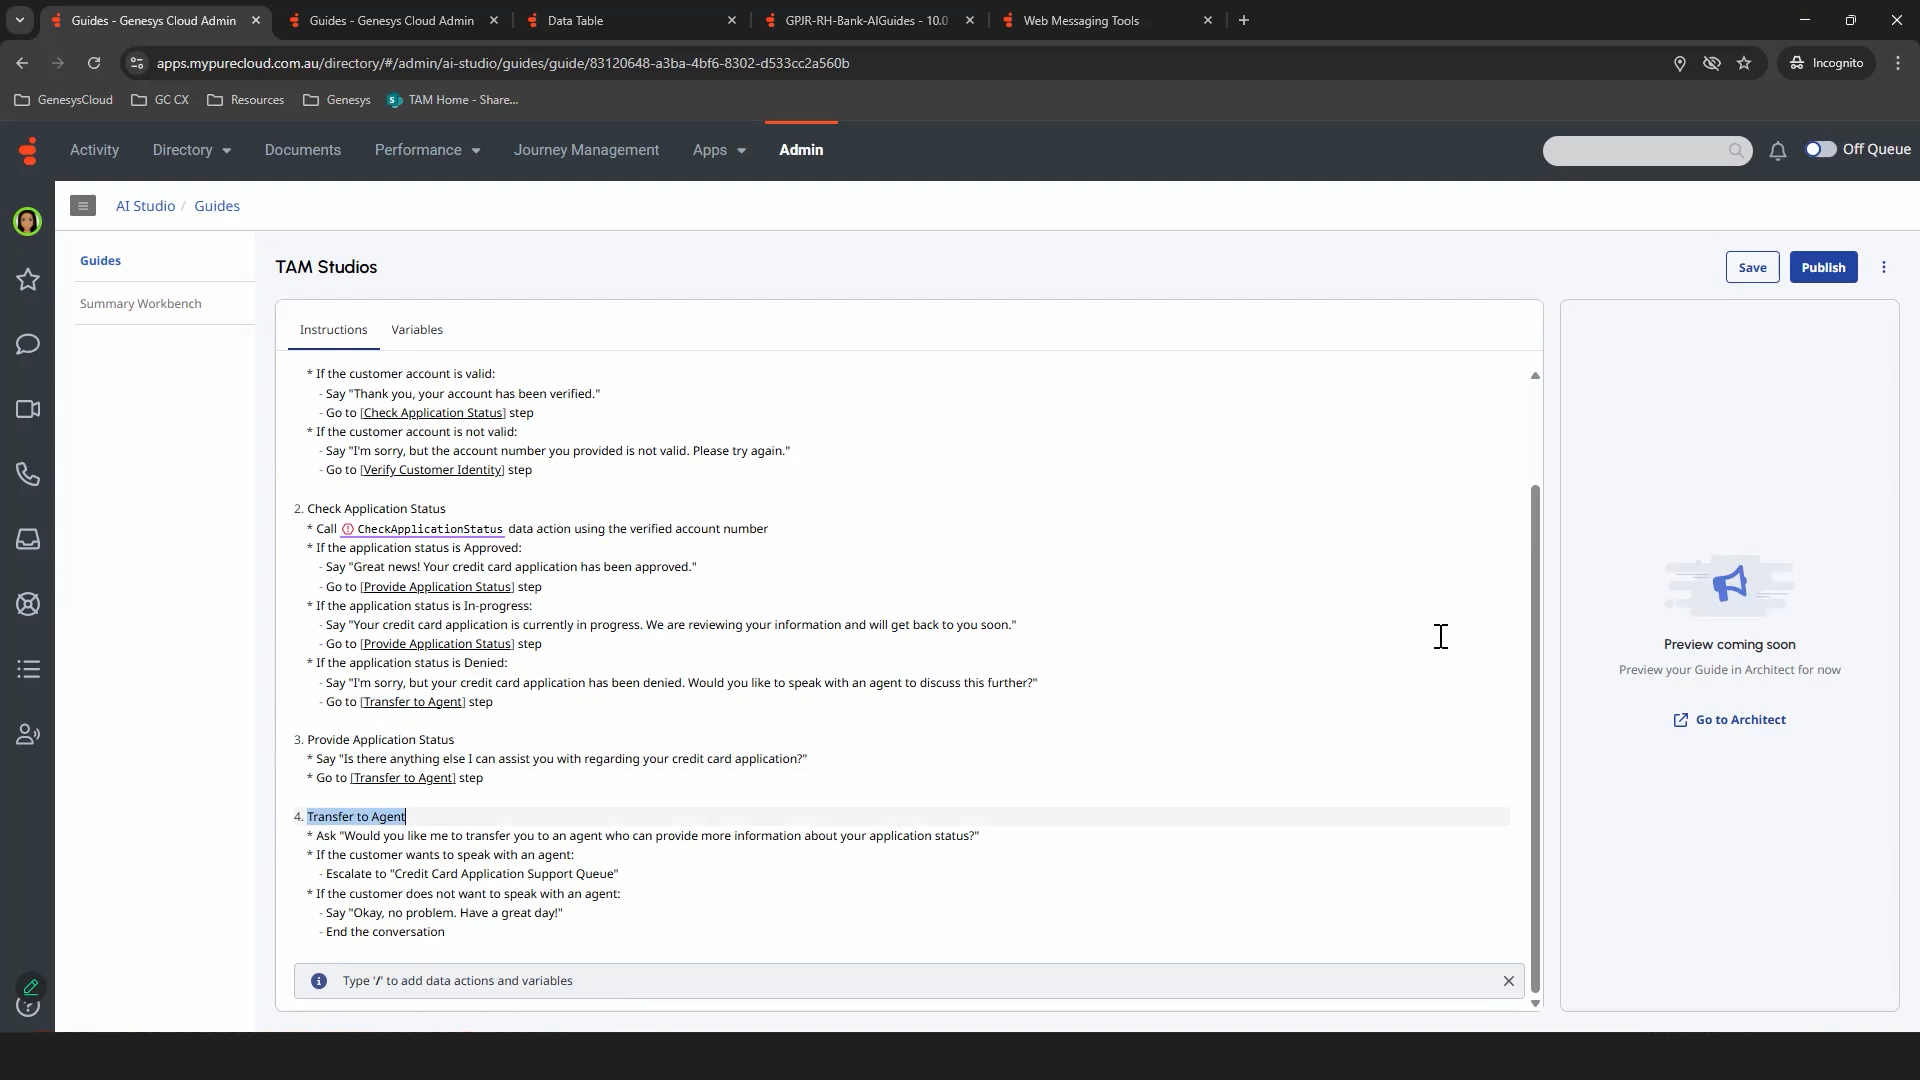 Guides - Genesys Cloud Admin
Guides - Genesys Cloud Admin
Data Table
GPJR-RH-Bank-AIGuides - 10.0
Web Messaging Tools
apps.mypurecloud.com.au/directory/#/admin/ai-studio/guides/guide/83120648-a3ba-4bf6-8302-d533cc2a560b
Incognito
GenesysCloud
GC CX
Resources
Genesys
TAM Home - Share...
Activity
Directory
Documents
Performance
Journey Management
Apps
Admin
Off Queue
AI Studio / Guides
Guides
Summary Workbench
TAM Studios
Save
Publish
Instructions
Variables
* If the customer account is valid:
- Say "Thank you, your account has been verified."
- Go to [Check Application Status] step
* If the customer account is not valid:
- Say "I'm sorry, but the account number you provided is not valid. Please try again."
- Go to [Verify Customer Identity] step
2. Check Application Status
* Call CheckApplicationStatus data action using the verified account number
* If the application status is Approved:
- Say "Great news! Your credit card application has been approved."
- Go to [Provide Application Status] step
* If the application status is In-progress:
- Say "Your credit card application is currently in progress. We are reviewing your information and will get back to you soon."
- Go to [Provide Application Status] step
* If the application status is Denied:
- Say "I'm sorry, but your credit card application has been denied. Would you like to speak with an agent to discuss this further?"
- Go to [Transfer to Agent] step
3. Provide Application Status
* Say "Is there anything else I can assist you with regarding your credit card application?"
* Go to [Transfer to Agent] step
4. Transfer to Agent
* Ask "Would you like me to transfer you to an agent who can provide more information about your application status?"
* If the customer wants to speak with an agent:
- Escalate to "Credit Card Application Support Queue"
* If the customer does not want to speak with an agent:
- Say "Okay, no problem. Have a great day!"
- End the conversation
Type '/' to add data actions and variables
Preview coming soon
Preview your Guide in Architect for now
Go to Architect